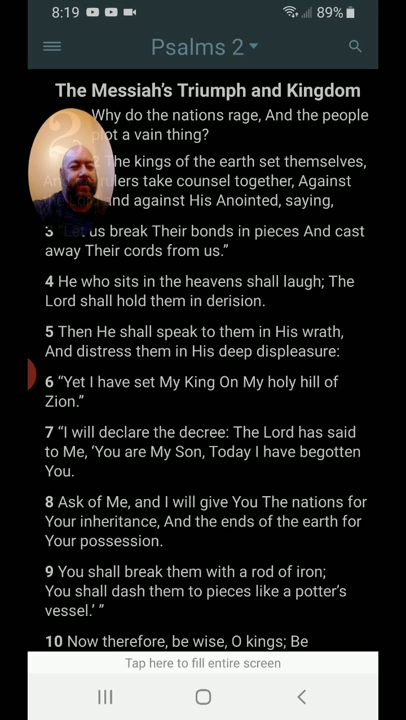 8:19
89%
Psalms 2
The Messiah's Triumph and Kingdom
2 Why do the nations rage, And the people
plot a vain thing?
2 The kings of the earth set themselves,
rulers take counsel together, Against
and against His Anointed, saying,
3 "Let us break Their bonds in pieces And cast
away Their cords from us."
4 He who sits in the heavens shall laugh; The
Lord shall hold them in derision.
5 Then He shall speak to them in His wrath,
And distress them in His deep displeasure:
6 "Yet I have set My King On My holy hill of
Zion."
7 "I will declare the decree: The Lord has said
to Me, 'You are My Son, Today I have begotten
You.
8 Ask of Me, and I will give You The nations for
Your inheritance, And the ends of the earth for
Your possession.
9 You shall break them with a rod of iron;
You shall dash them to pieces like a potter's
vessel.' "
10 Now therefore, be wise, O kings; Be
Tap here to fill entire screen